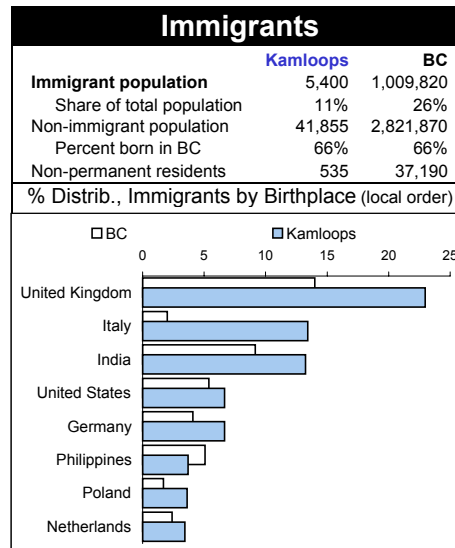 Immigrants
Kamloops BC
Immigrant population 5,400 1,009,820
Share of total population 11% 26%
Non-immigrant population 41,855 2,821,870
Percent born in BC 66% 66%
Non-permanent residents 535 37,190
% Distrib., Immigrants by Birthplace (local order)
BC Kamloops
0 5 10 15 20 25
United Kingdom
Italy
India
United States
Germany
Philippines
Poland
Netherlands